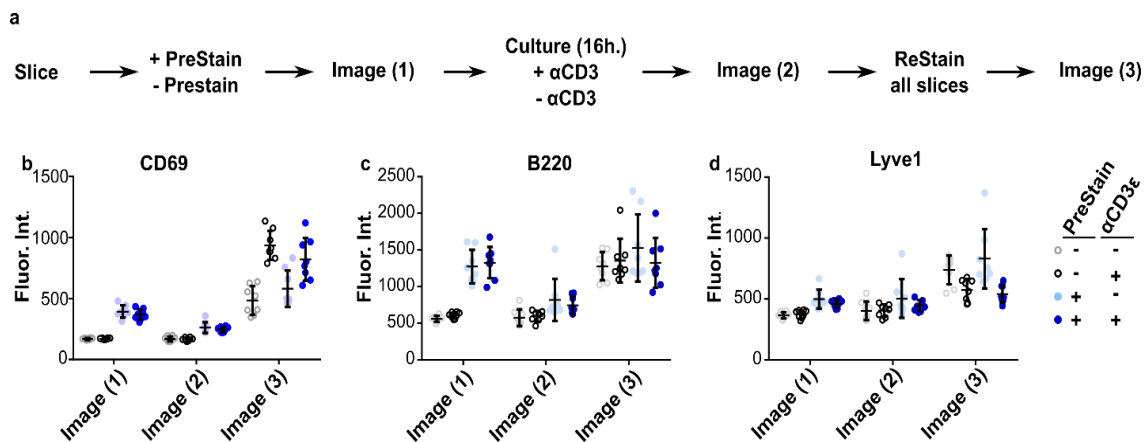 a
Slice
+ PreStain
- Prestain
Image (1)
Culture (16h.)
+ αCD3
- αCD3
Image (2)
ReStain
all slices
Image (3)
b
CD69
Fluor. Int.
1500
1000
500
0
Image (1)
Image (2)
Image (3)
c
B220
Fluor. Int.
2500
2000
1500
1000
500
0
Image (1)
Image (2)
Image (3)
d
Lyve1
Fluor. Int.
1500
1000
500
0
Image (1)
Image (2)
Image (3)
PreStain αCD3ε
- -
- +
+ -
+ +